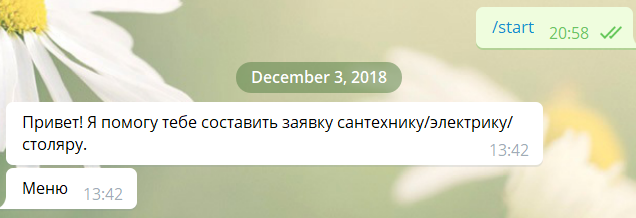 /start 20:58
December 3, 2018
Привет! Я помогу тебе составить заявку сантехнику/электрику/
столяру.
13:42
Меню 13:42